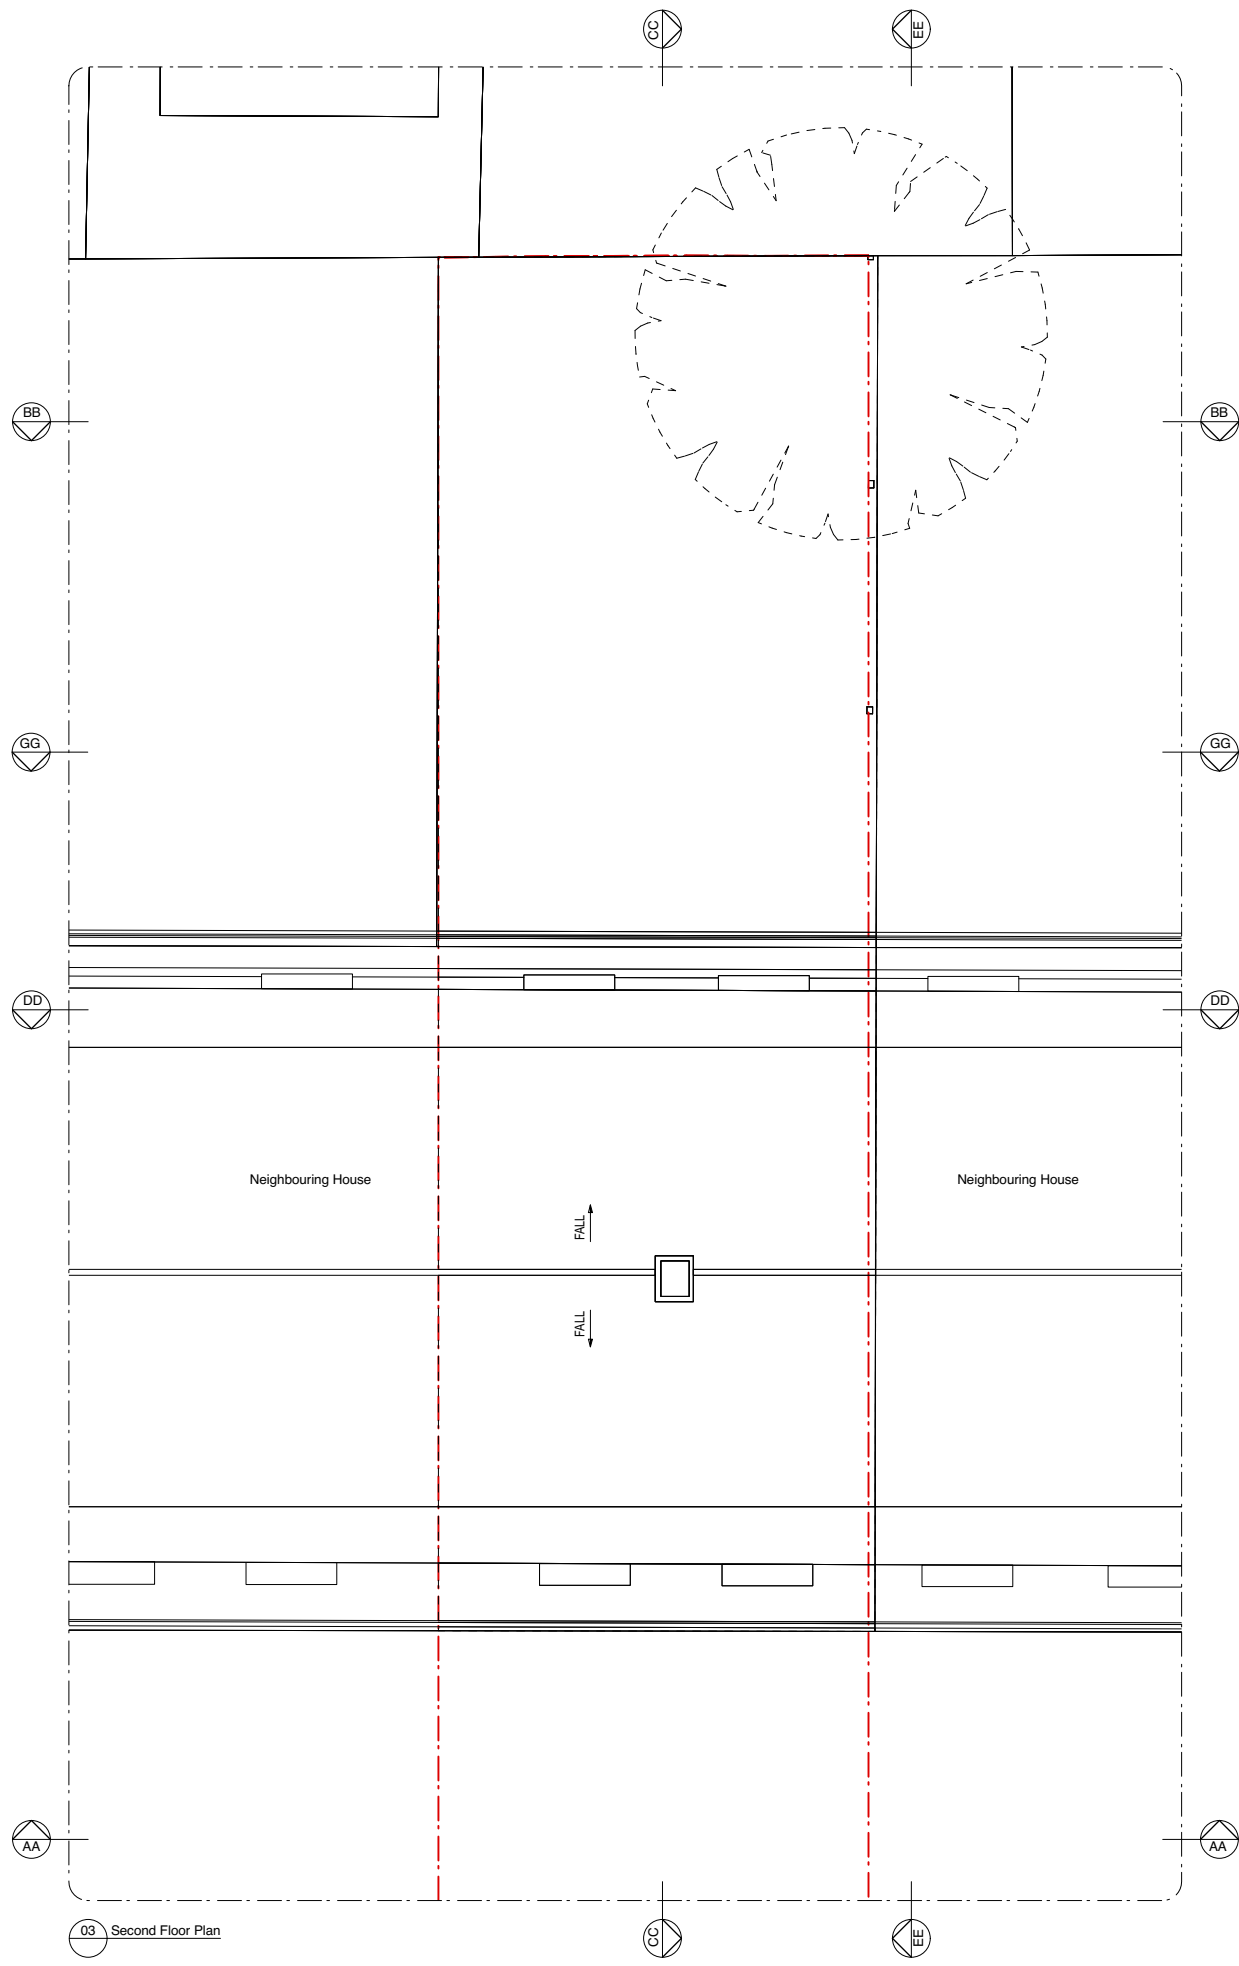 CC
EE
BB
BB
GG
GG
DD
DD
Neighbouring House
Neighbouring House
FALL
FALL
AA
AA
03 Second Floor Plan
CC
EE